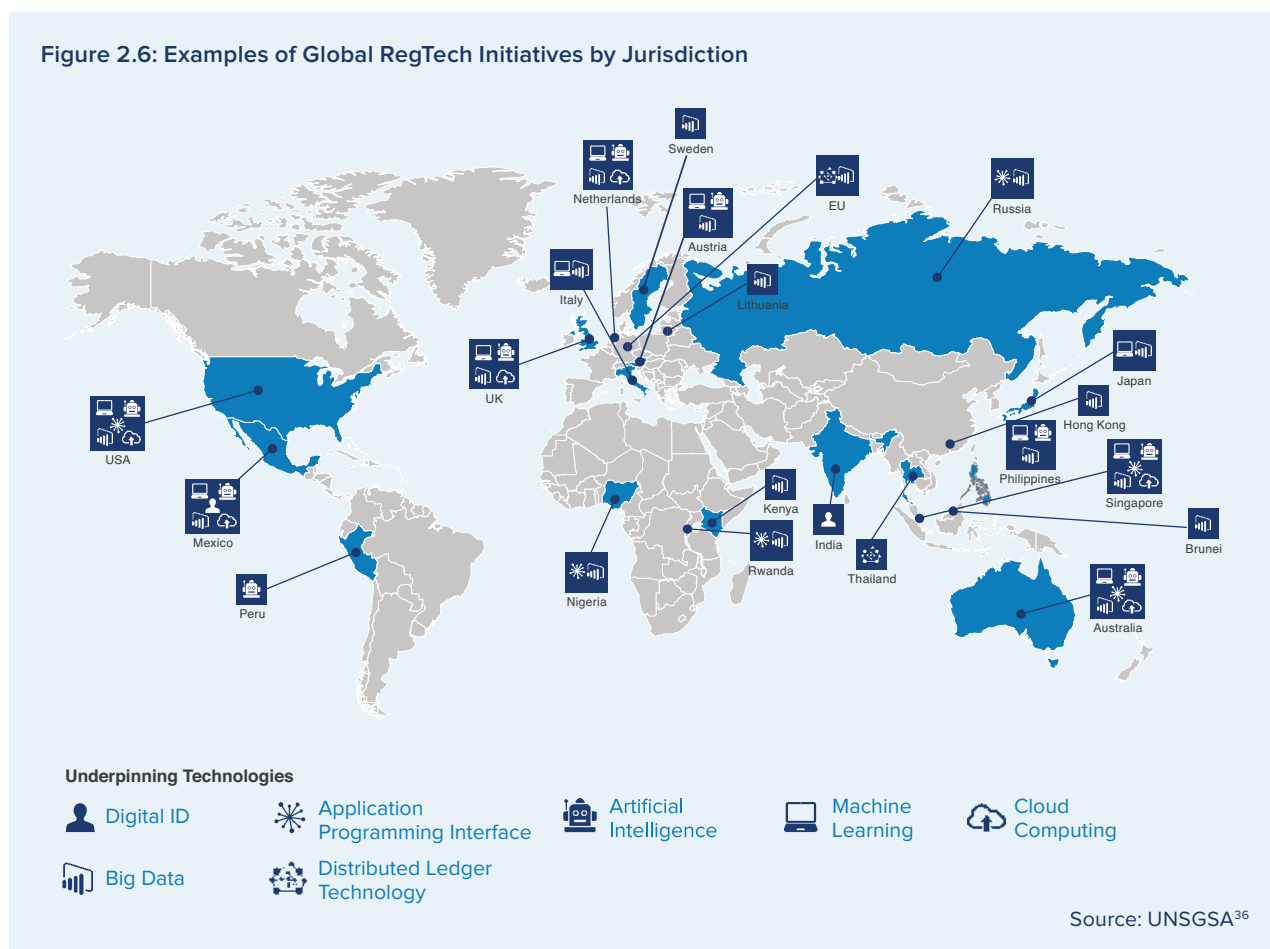 Figure 2.6: Examples of Global RegTech Initiatives by Jurisdiction
Sweden
Netherlands
EU
Russia
Austria
Italy
Lithuania
UK
Japan
Hong Kong
USA
Philippines
Singapore
Kenya
Mexico
India
Brunei
Rwanda
Thailand
Nigeria
Peru
Australia
Underpinning Technologies
Digital ID
Application
Programming Interface
Artificial
Intelligence
Machine
Learning
Cloud
Computing
Big Data
Distributed Ledger
Technology
Source: UNSGSA36